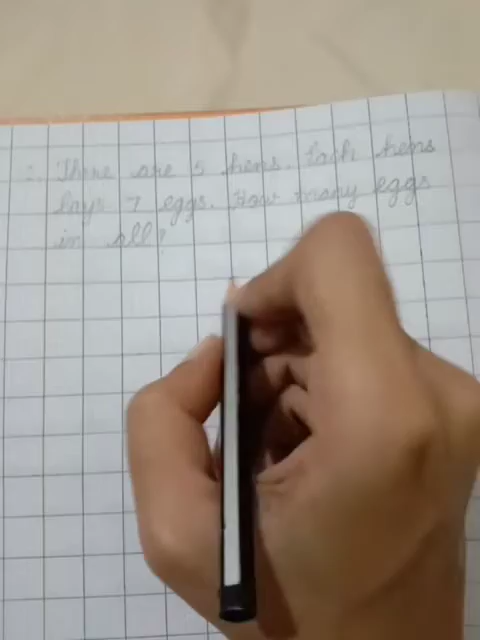 :. There are 5 hens. Each hens
lays 7 eggs. How many eggs
in all?